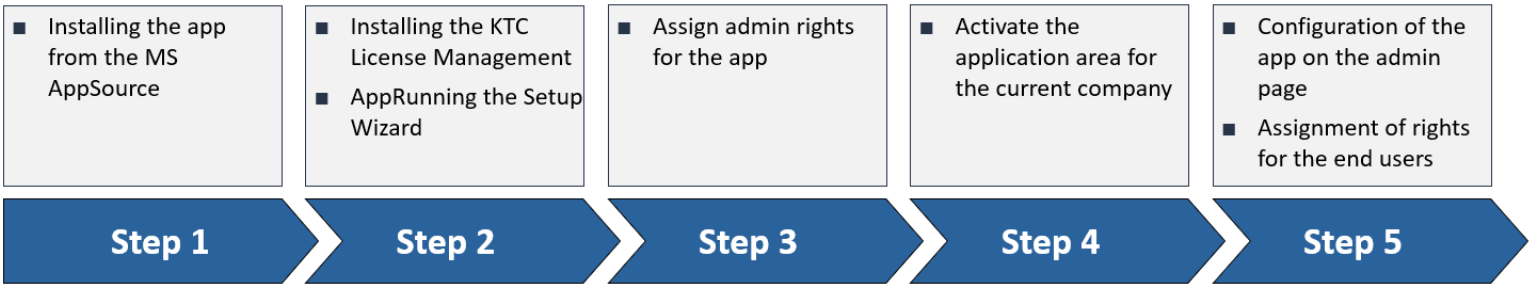 ■ Installing the app
from the MS
AppSource
■ Installing the KTC
License Management
■ AppRunning the Setup
Wizard
■ Assign admin rights
for the app
■ Activate the
application area for
the current company
■ Configuration of the
app on the admin
page
■ Assignment of rights
for the end users
Step 1
Step 2
Step 3
Step 4
Step 5